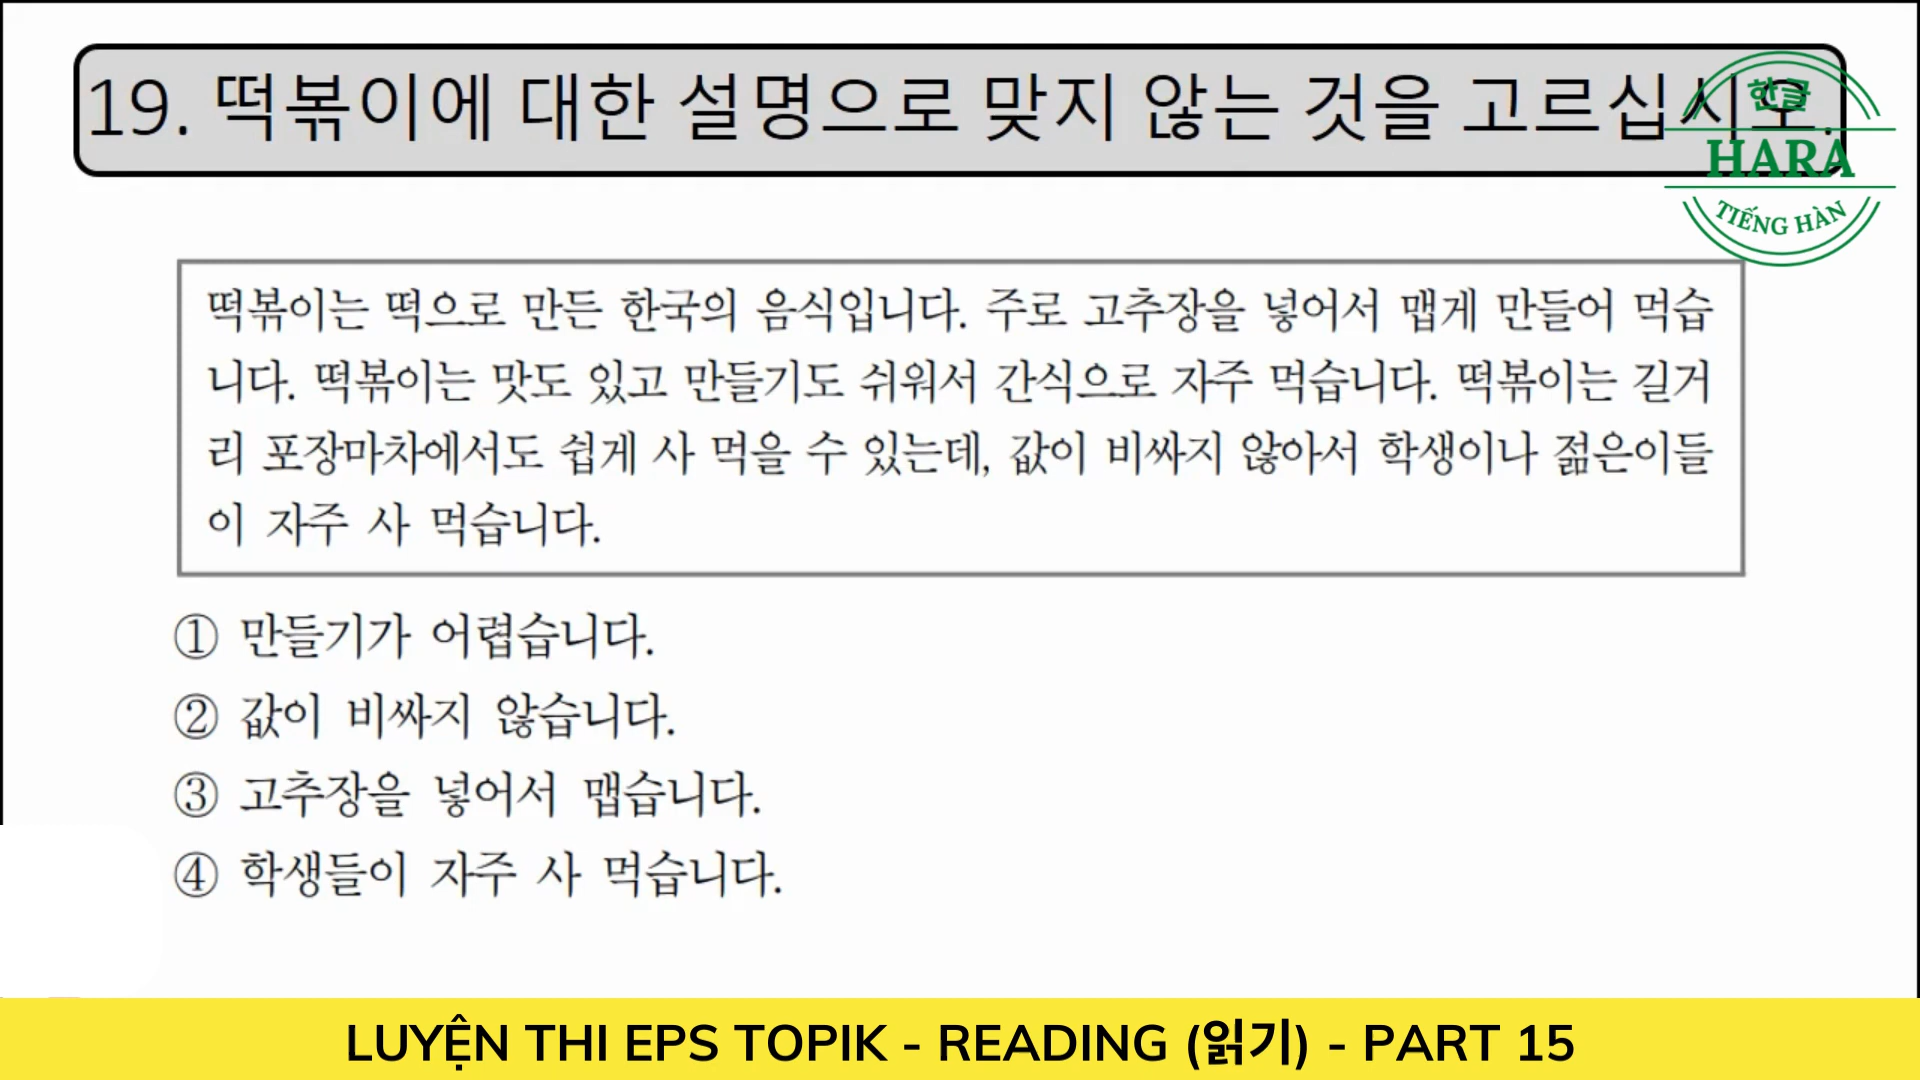 19. 떡볶이에 대한 설명으로 맞지 않는 것을 고르십시오.
한글
HARA
TIẾNG HÀN
떡볶이는 떡으로 만든 한국의 음식입니다. 주로 고추장을 넣어서 맵게 만들어 먹습
니다. 떡볶이는 맛도 있고 만들기도 쉬워서 간식으로 자주 먹습니다. 떡볶이는 길거
리 포장마차에서도 쉽게 사 먹을 수 있는데, 값이 비싸지 않아서 학생이나 젊은이들
이 자주 사 먹습니다.
① 만들기가 어렵습니다.
② 값이 비싸지 않습니다.
③ 고추장을 넣어서 맵습니다.
④ 학생들이 자주 사 먹습니다.
LUYỆN THI EPS TOPIK - READING (읽기) - PART 15